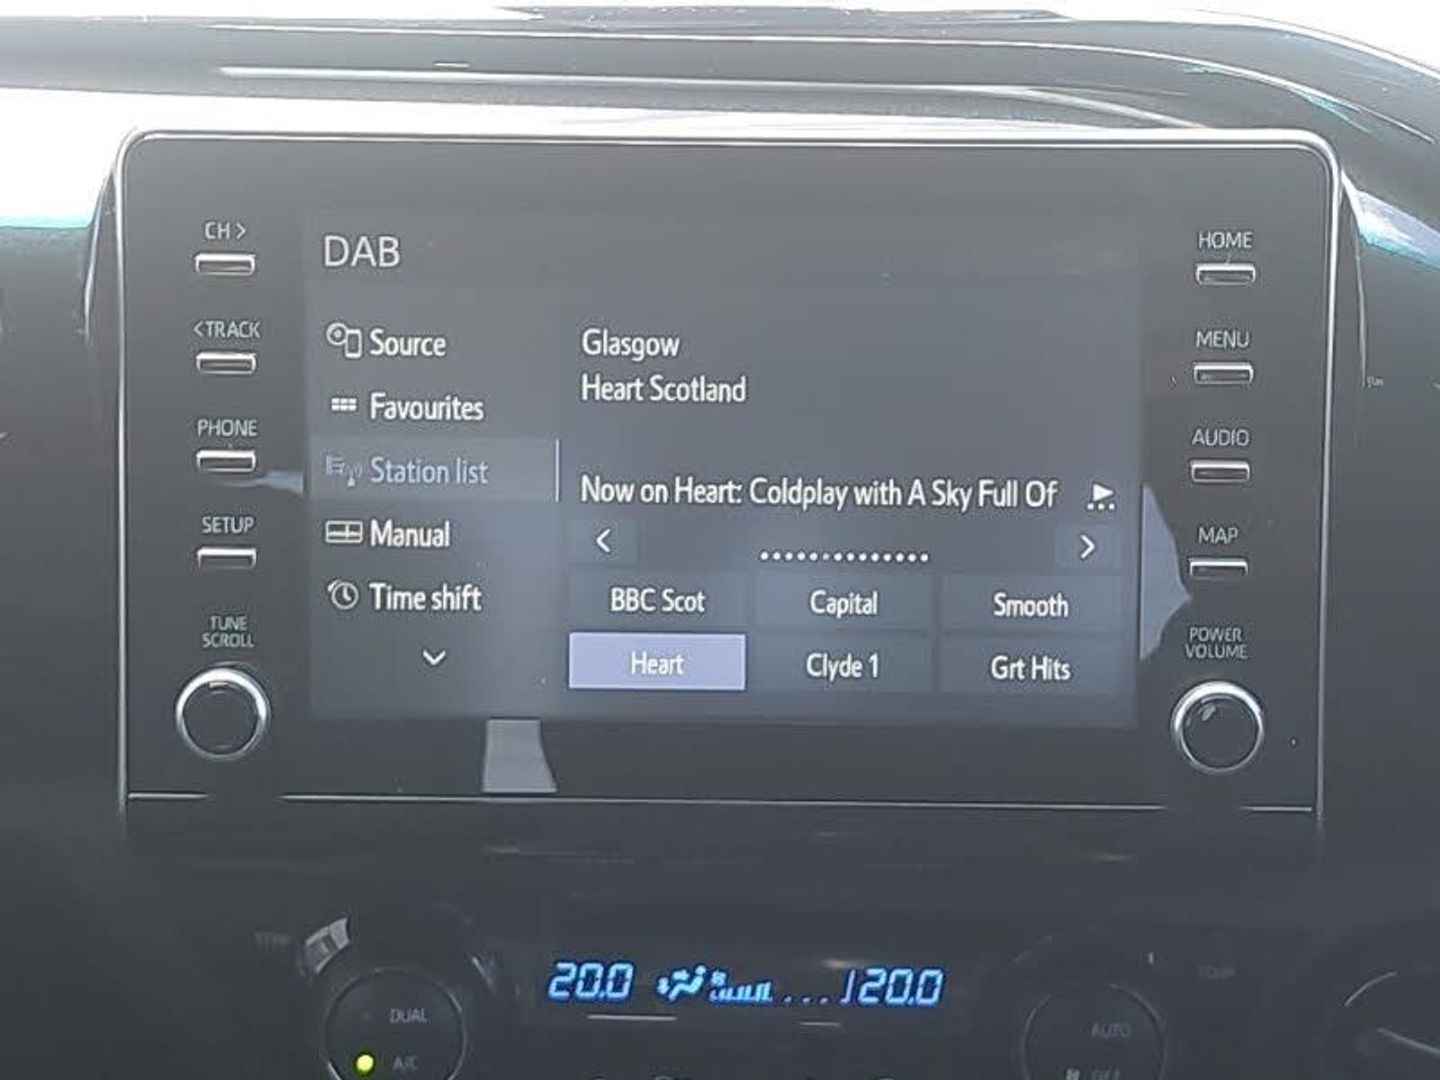 CH >
< TRACK
PHONE
SETUP
TUNE
SCROLL
DAB
Source
Favourites
Station list
Manual
Time shift
Glasgow
Heart Scotland
Now on Heart: Coldplay with A Sky Full Of
BBC Scot
Capital
Smooth
Heart
Clyde 1
Grt Hits
HOME
MENU
AUDIO
MAP
POWER
VOLUME
20.0
20.0
DUAL
A/C
AUTO
OFF